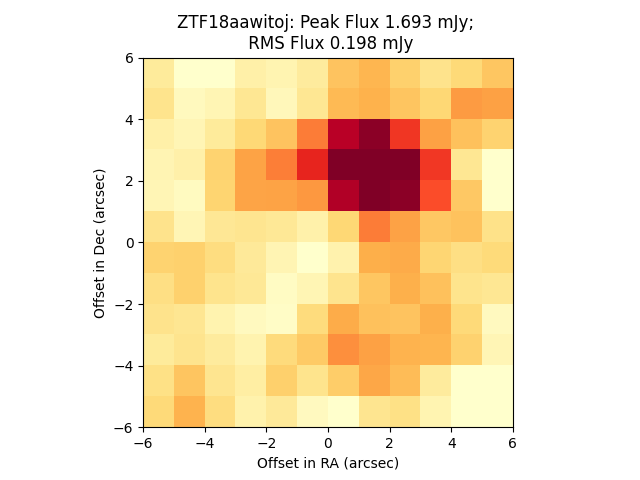 ZTF18aawitoj: Peak Flux 1.693 mJy;
RMS Flux 0.198 mJy
6
4
2
0
−2
−4
−6
Offset in Dec (arcsec)
−6 −4 −2 0 2 4 6
Offset in RA (arcsec)